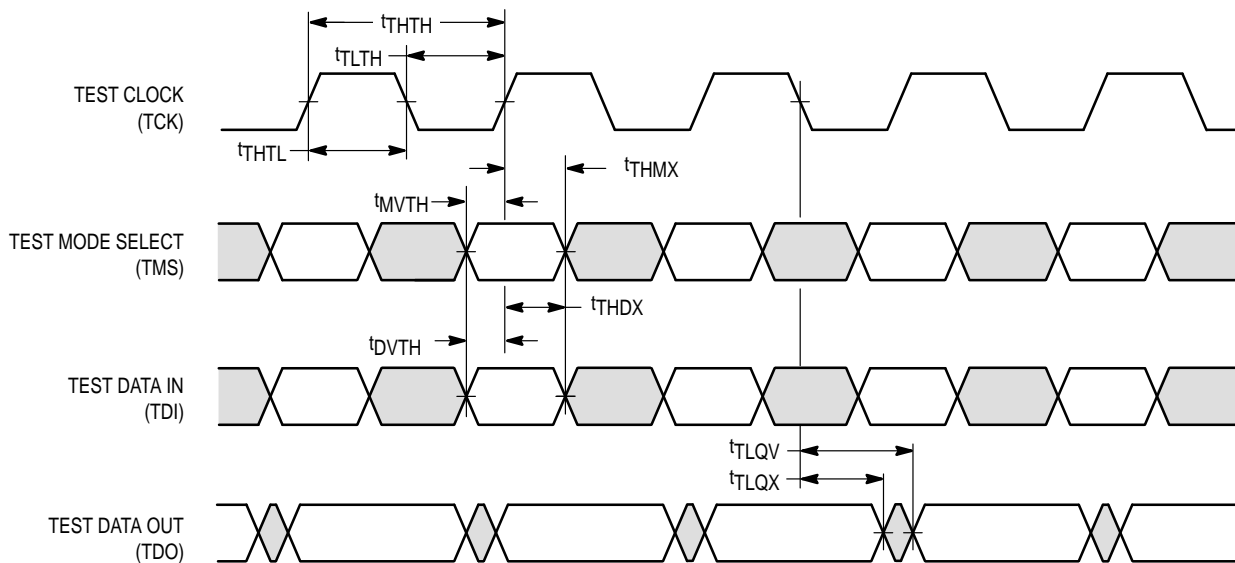 tTHTH
tTLTH
TEST CLOCK
(TCK)
tTHTL
tTHMX
tMVTH
TEST MODE SELECT
(TMS)
tTHDX
tDVTH
TEST DATA IN
(TDI)
tTLQV
tTLQX
TEST DATA OUT
(TDO)